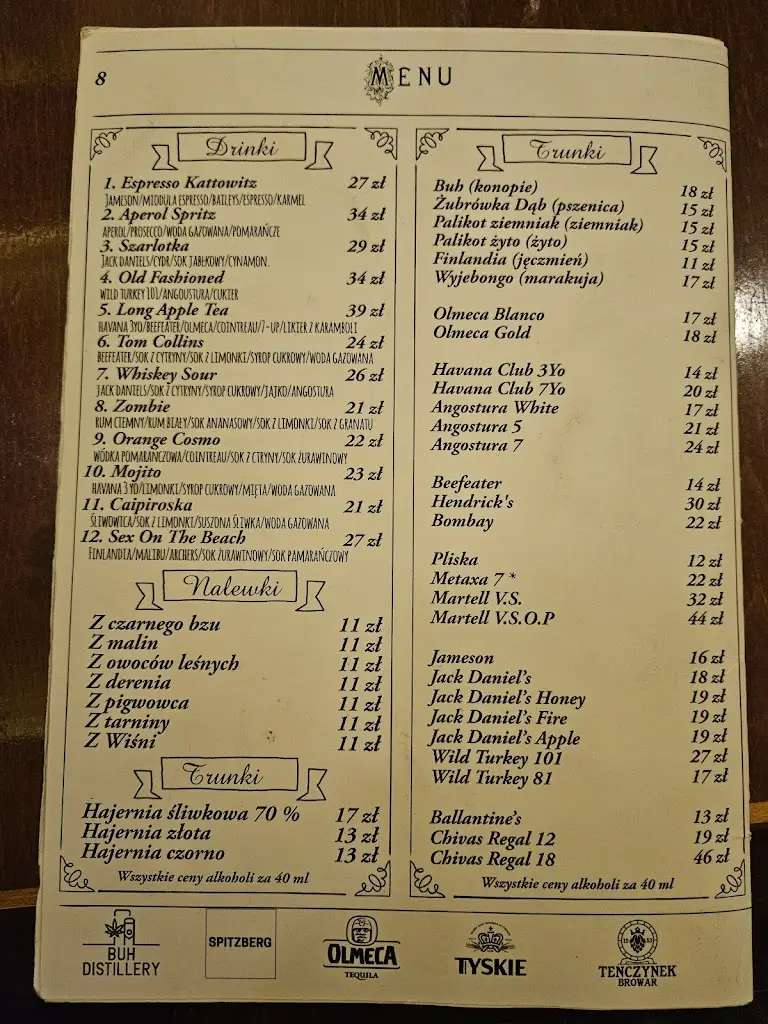 8
MENU
Drinki
1. Espresso Kattowitz 27 zł
JAMESON/MIODULA ESPRESSO/BAILEYS/ESPRESSO/KARMEL
2. Aperol Spritz 34 zł
APEROL/PROSECCO/WODA GAZOWANA/POMARAŃCZE
3. Szarlotka 29 zł
JACK DANIELS/CYDR/SOK JABŁKOWY/CYNAMON.
4. Old Fashioned 34 zł
WILD TURKEY 101/ANGOUSTURA/CUKIER
5. Long Apple Tea 39 zł
HAVANA 3YO/BEEFEATER/OLMECA/COINTREAU/7-UP/LIKIER Z KARAMBOLI
6. Tom Collins 24 zł
BEEFEATER/SOK Z CYTRYNY/SOK Z LIMONKI/SYROP CUKROWY/WODA GAZOWANA
7. Whiskey Sour 26 zł
JACK DANIELS/SOK Z CYTRYNY/SYROP CUKROWY/JAJKO/ANGOSTURA
8. Zombie 21 zł
RUM CIEMNY/RUM BIAŁY/SOK ANANASOWY/SOK Z LIMONKI/SOK Z GRANATU
9. Orange Cosmo 22 zł
WÓDKA POMARAŃCZOWA/COINTREAU/SOK Z CTRYNY/SOK ŻURAWINOWY
10. Mojito 23 zł
HAVANA 3 YO/LIMONKI/SYROP CUKROWY/MIĘTA/WODA GAZOWANA
11. Caipiroska 21 zł
ŚLIWOWICA/SOK Z LIMONKI/SUSZONA ŚLIWKA/WODA GAZOWANA
12. Sex On The Beach 27 zł
FINLANDIA/MALIBU/ARCHERS/SOK ŻURAWINOWY/SOK PAMARAŃCZOWY
Nalewki
Z czarnego bzu 11 zł
Z malin 11 zł
Z owoców leśnych 11 zł
Z derenia 11 zł
Z pigwowca 11 zł
Z tarniny 11 zł
Z Wiśni 11 zł
Trunki
Hajernia śliwkowa 70 % 17 zł
Hajernia złota 13 zł
Hajernia czorno 13 zł
Wszystkie ceny alkoholi za 40 ml
Trunki
Buh (konopie) 18 zł
Żubrówka Dąb (pszenica) 15 zł
Palikot ziemniak (ziemniak) 15 zł
Palikot żyto (żyto) 15 zł
Finlandia (jęczmień) 11 zł
Wyjebongo (marakuja) 17 zł
Olmeca Blanco 17 zł
Olmeca Gold 18 zł
Havana Club 3Yo 14 zł
Havana Club 7Yo 20 zł
Angostura White 17 zł
Angostura 5 21 zł
Angostura 7 24 zł
Beefeater 14 zł
Hendrick's 30 zł
Bombay 22 zł
Pliska 12 zł
Metaxa 7 * 22 zł
Martell V.S. 32 zł
Martell V.S.O.P 44 zł
Jameson 16 zł
Jack Daniel's 18 zł
Jack Daniel's Honey 19 zł
Jack Daniel's Fire 19 zł
Jack Daniel's Apple 19 zł
Wild Turkey 101 27 zł
Wild Turkey 81 17 zł
Ballantine's 13 zł
Chivas Regal 12 19 zł
Chivas Regal 18 46 zł
Wszystkie ceny alkoholi za 40 ml
BUH
DISTILLERY
SPITZBERG
OLMECA
TEQUILA
TYSKIE
TENCZYNEK
BROWAR